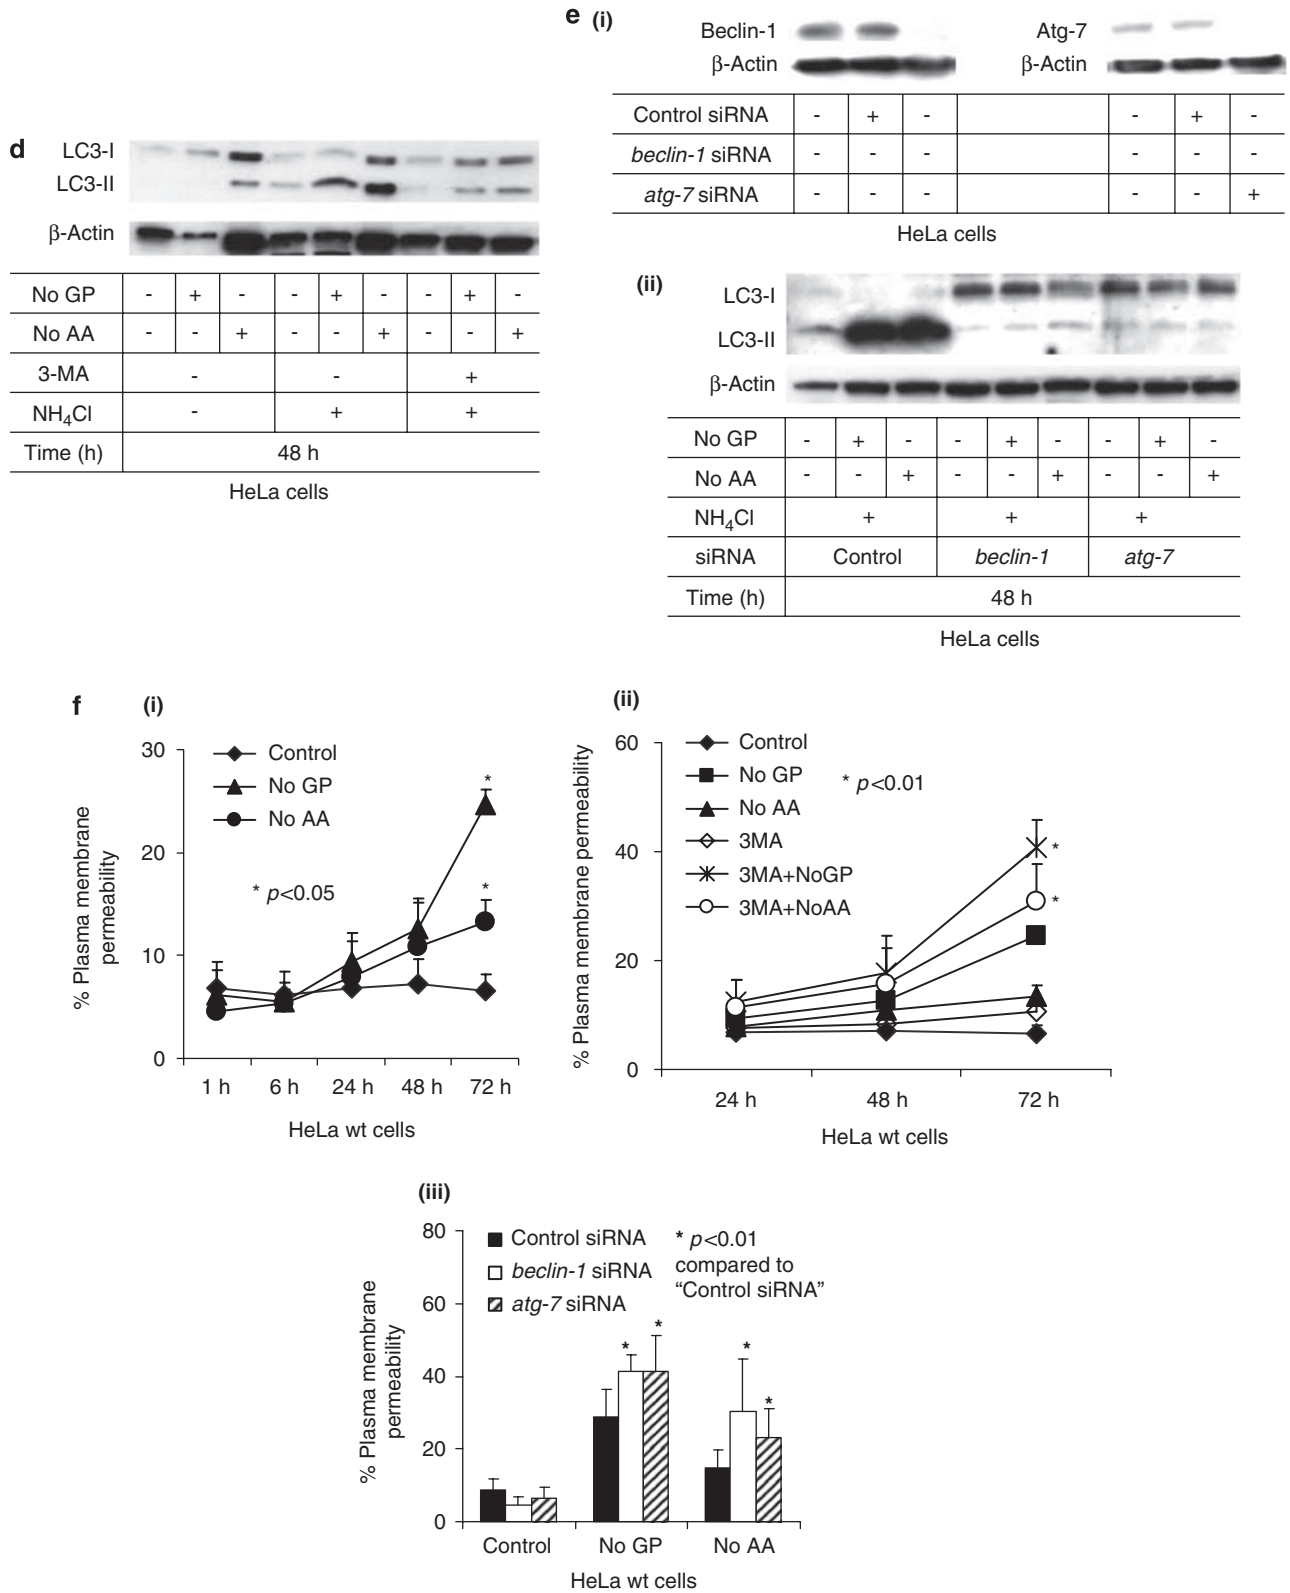 d
LC3-I
LC3-II
β-Actin
No GP - + - - + - - + -
No AA - - + - - + - - +
3-MA - - +
NH4Cl - + +
Time (h) 48 h
HeLa cells
e (i)
Beclin-1 Atg-7
β-Actin β-Actin
Control siRNA - + - - + -
beclin-1 siRNA - - - - - -
atg-7 siRNA - - - - - +
HeLa cells
(ii)
LC3-I
LC3-II
β-Actin
No GP - + - - + - - + -
No AA - - + - - + - - +
NH4Cl + + +
siRNA Control beclin-1 atg-7
Time (h) 48 h
HeLa cells
f (i)
% Plasma membrane
permeability
30
20
10
0
Control
No GP
No AA
*
*
* p<0.05
1 h 6 h 24 h 48 h 72 h
HeLa wt cells
(ii)
% Plasma membrane permeability
60
40
20
0
Control
No GP
No AA
3MA
3MA+NoGP
3MA+NoAA
* p<0.01
*
*
24 h 48 h 72 h
HeLa wt cells
(iii)
% Plasma membrane
permeability
80
60
40
20
0
Control siRNA
beclin-1 siRNA
atg-7 siRNA
* p<0.01
compared to
“Control siRNA”
* * * *
Control No GP No AA
HeLa wt cells